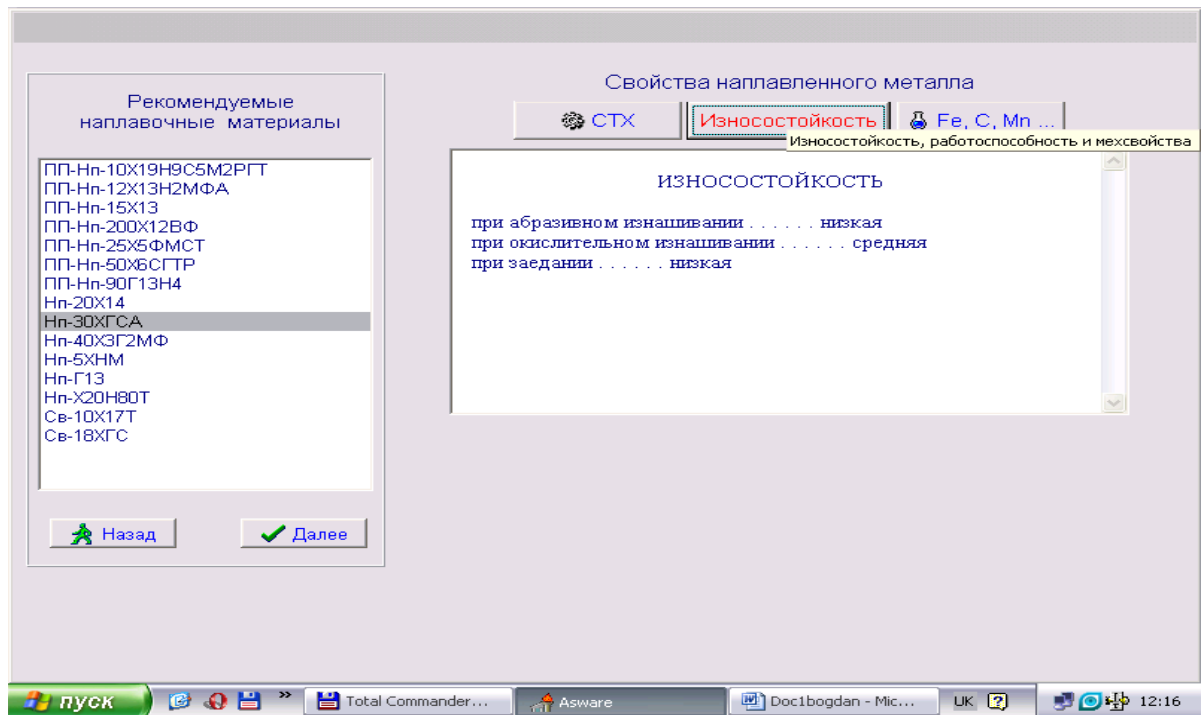 Рекомендуемые
наплавочные материалы
ПП-Нп-10Х19Н9С5М2РГТ
ПП-Нп-12Х13Н2МФА
ПП-Нп-15Х13
ПП-Нп-200Х12ВФ
ПП-Нп-25Х5ФМСТ
ПП-Нп-50Х6СГТР
ПП-Нп-90Г13Н4
Нп-20Х14
Нп-30ХГСА
Нп-40Х3Г2МФ
Нп-5ХНМ
Нп-Г13
Нп-Х20Н80Т
Св-10Х17Т
Св-18ХГС
Назад
Далее
Свойства наплавленного металла
СТХ
Износостойкость
Fe, C, Mn ...
Износостойкость, работоспособность и мехсвойства
ИЗНОСОСТОЙКОСТЬ
при абразивном изнашивании . . . . . . низкая
при окислительном изнашивании . . . . . . средняя
при заедании . . . . . . низкая
пуск
»
Total Commander...
Asware
Doc1bogdan - Mic...
UK
12:16